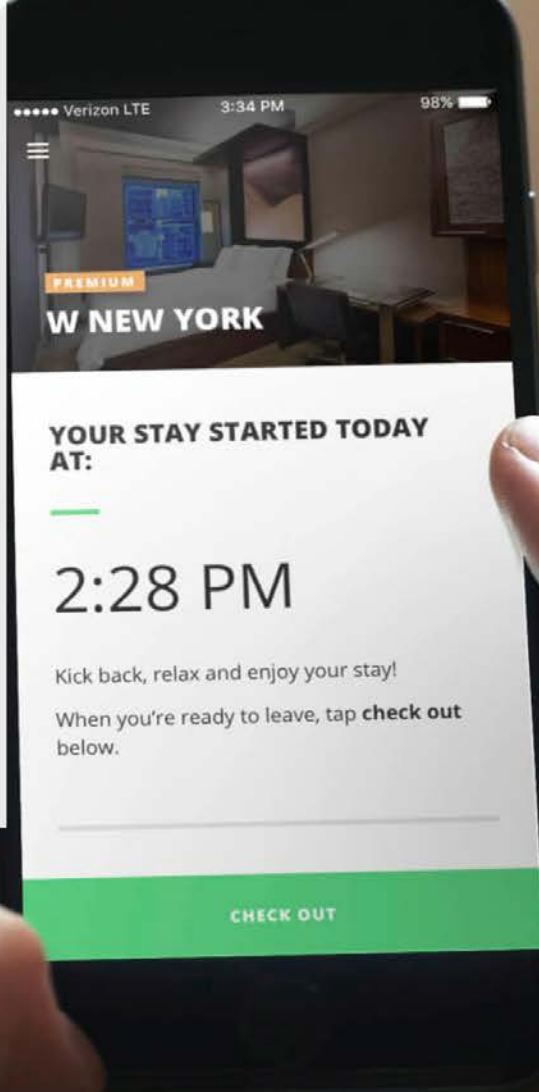 Verizon LTE 3:34 PM 98%
PREMIUM
W NEW YORK
YOUR STAY STARTED TODAY
AT:
2:28 PM
Kick back, relax and enjoy your stay!
When you're ready to leave, tap check out
below.
CHECK OUT